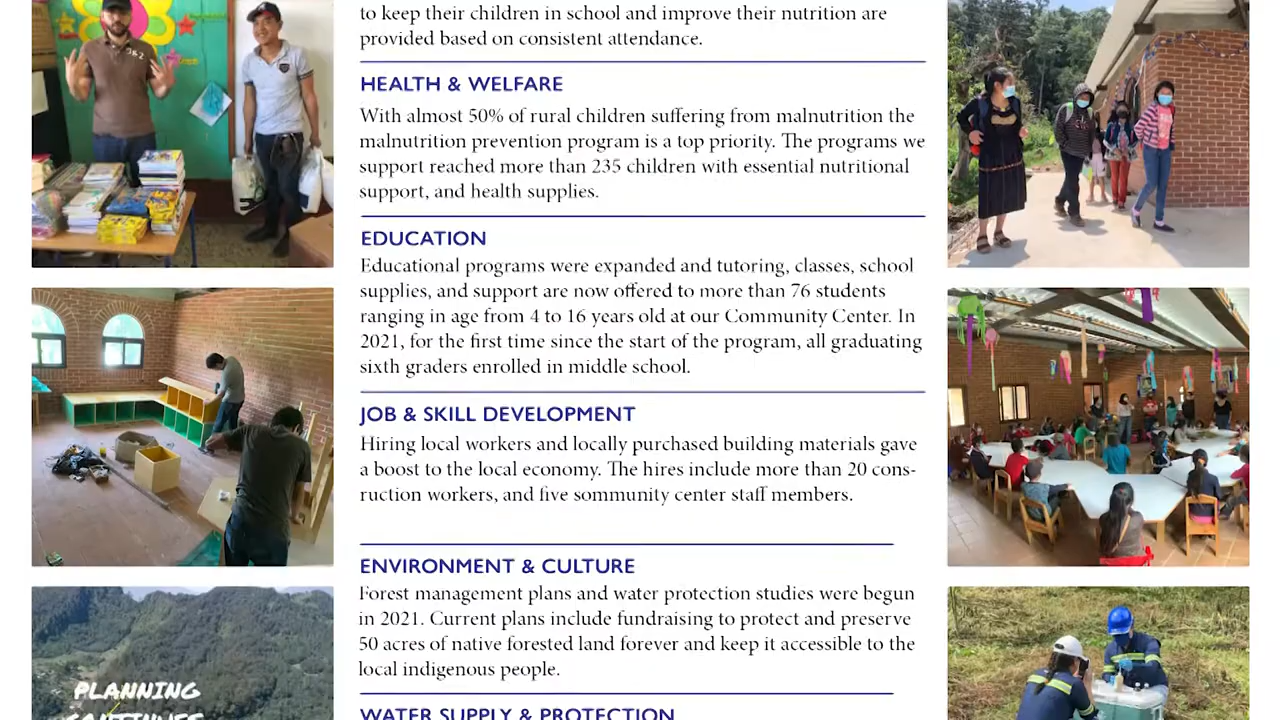 to keep their children in school and improve their nutrition are
provided based on consistent attendance.
HEALTH & WELFARE
With almost 50% of rural children suffering from malnutrition the
malnutrition prevention program is a top priority. The programs we
support reached more than 235 children with essential nutritional
support, and health supplies.
EDUCATION
Educational programs were expanded and tutoring, classes, school
supplies, and support are now offered to more than 76 students
ranging in age from 4 to 16 years old at our Community Center. In
2021, for the first time since the start of the program, all graduating
sixth graders enrolled in middle school.
JOB & SKILL DEVELOPMENT
Hiring local workers and locally purchased building materials gave
a boost to the local economy. The hires include more than 20 cons-
ruction workers, and five sommunity center staff members.
ENVIRONMENT & CULTURE
Forest management plans and water protection studies were begun
in 2021. Current plans include fundraising to protect and preserve
50 acres of native forested land forever and keep it accessible to the
local indigenous people.
PLANNING
CONTINUES
WATER SUPPLY & PROTECTION